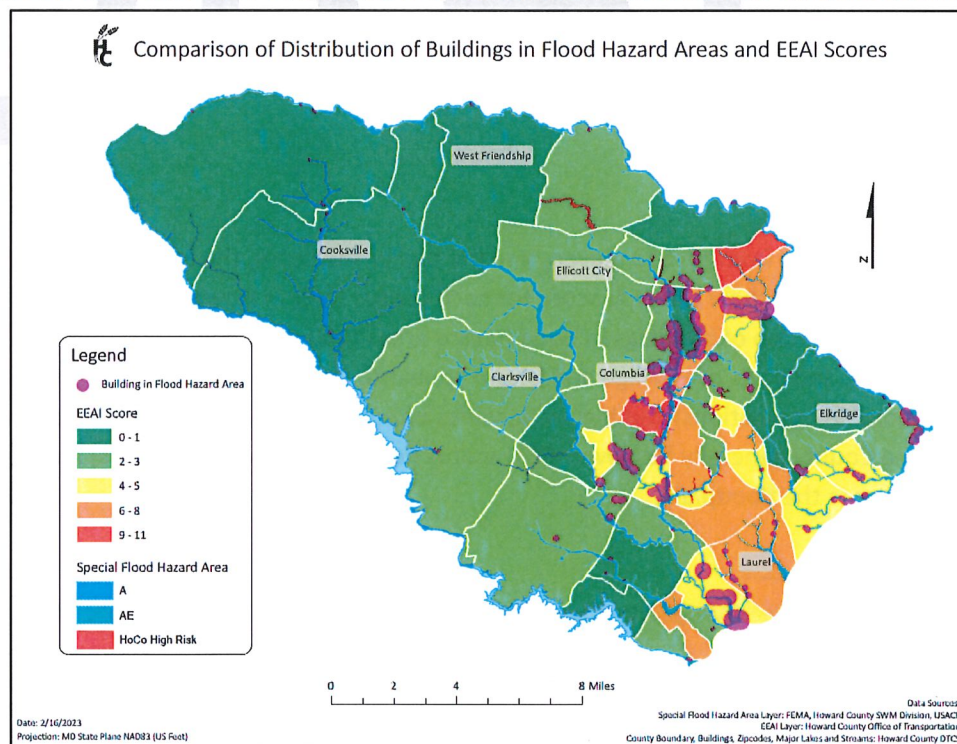 HC
Comparison of Distribution of Buildings in Flood Hazard Areas and EEAI Scores
West Friendship
Cooksville
Ellicott City
N
Clarksville
Columbia
Elkridge
Laurel
Legend
Building in Flood Hazard Area
EEAI Score
0 - 1
2 - 3
4 - 5
6 - 8
9 - 11
Special Flood Hazard Area
A
AE
HoCo High Risk
0 2 4 8 Miles
Date: 2/16/2023
Projection: MD State Plane NAD83 (US Feet)
Data Sources
Special Flood Hazard Area Layer: FEMA, Howard County SWM Division, USACE
EEAI Layer: Howard County Office of Transportation
County Boundary, Buildings, Zipcodes, Major Lakes and Streams: Howard County DTCS